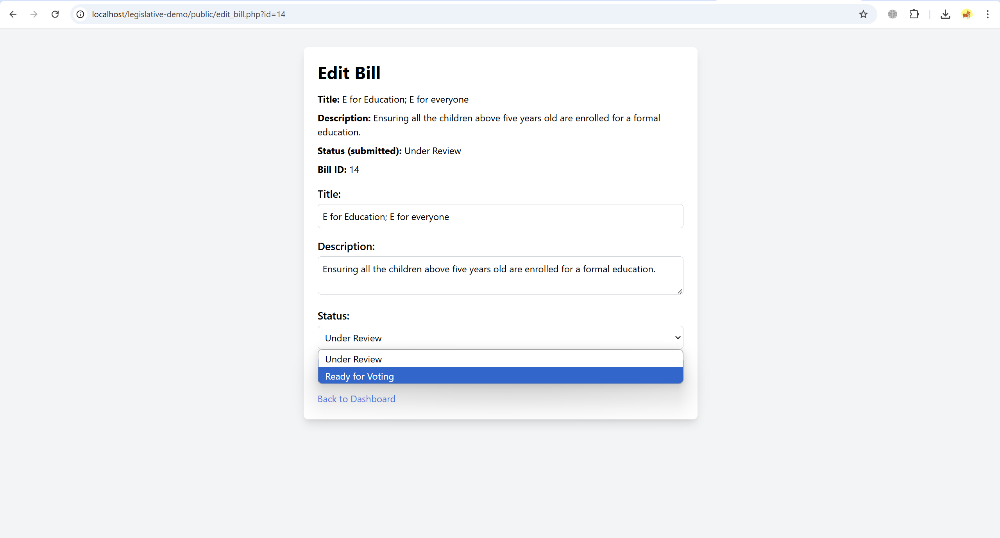 localhost/legislative-demo/public/edit_bill.php?id=14
Edit Bill
Title: E for Education; E for everyone
Description: Ensuring all the children above five years old are enrolled for a formal
education.
Status (submitted): Under Review
Bill ID: 14
Title:
E for Education; E for everyone
Description:
Ensuring all the children above five years old are enrolled for a formal education.
Status:
Under Review
Under Review
Ready for Voting
Back to Dashboard